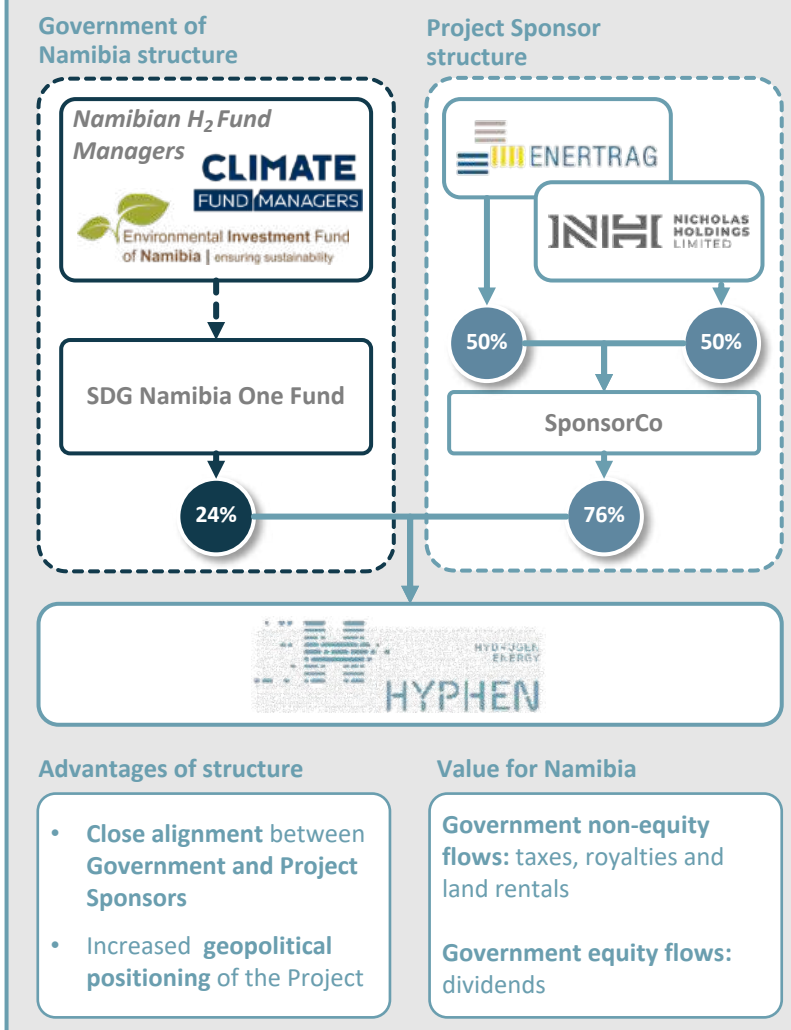 Government of
Namibia structure
Project Sponsor
structure
Namibian H2 Fund
Managers
CLIMATE
FUND MANAGERS
Environmental Investment Fund
of Namibia | ensuring sustainability
ENERTRAG
NH NICHOLAS
HOLDINGS
LIMITED
50%
50%
SDG Namibia One Fund
SponsorCo
24%
76%
HYDROGEN
ENERGY
HYPHEN
Advantages of structure
• Close alignment between
Government and Project
Sponsors
• Increased geopolitical
positioning of the Project
Value for Namibia
Government non-equity
flows: taxes, royalties and
land rentals
Government equity flows:
dividends